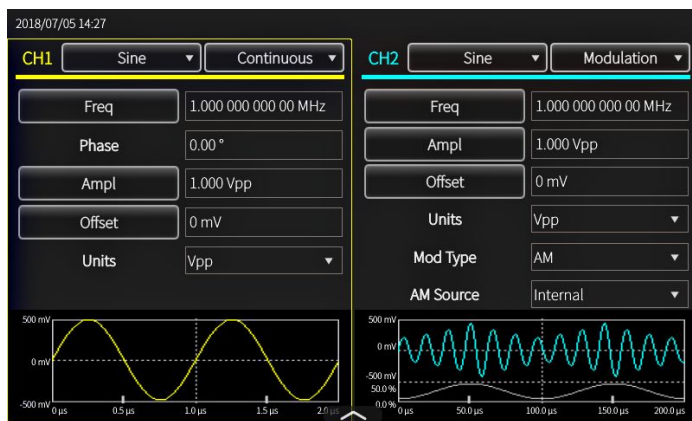 2018/07/05 14:27
CH1 Sine Continuous
Freq 1.000 000 000 00 MHz
Phase 0.00 °
Ampl 1.000 Vpp
Offset 0 mV
Units Vpp
500 mV
0 mV
-500 mV
0 µs 0.5 µs 1.0 µs 1.5 µs 2.0 µs
CH2 Sine Modulation
Freq 1.000 000 000 00 MHz
Ampl 1.000 Vpp
Offset 0 mV
Units Vpp
Mod Type AM
AM Source Internal
500 mV
0 mV
-500 mV
50.0 %
0.0 %
0 µs 50.0 µs 100.0 µs 150.0 µs 200.0 µs